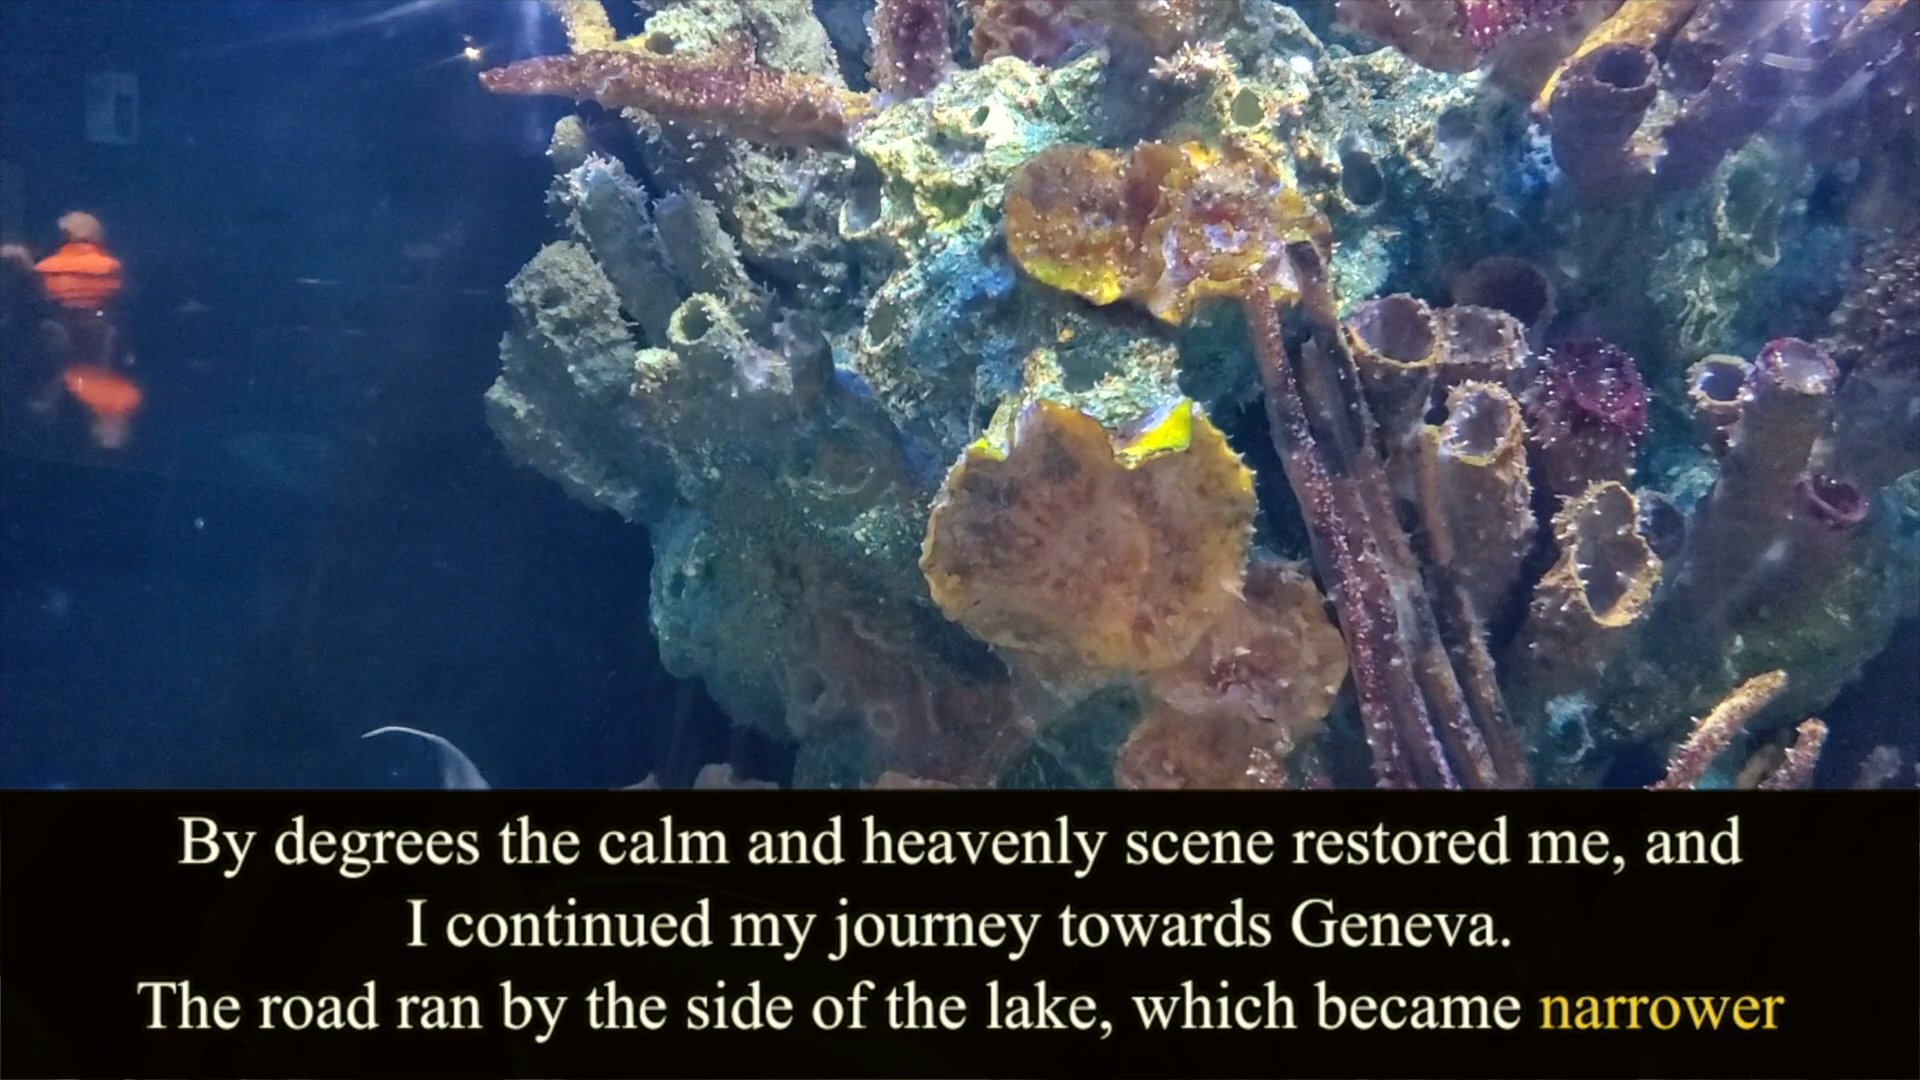 By degrees the calm and heavenly scene restored me, and
I continued my journey towards Geneva.
The road ran by the side of the lake, which became narrower